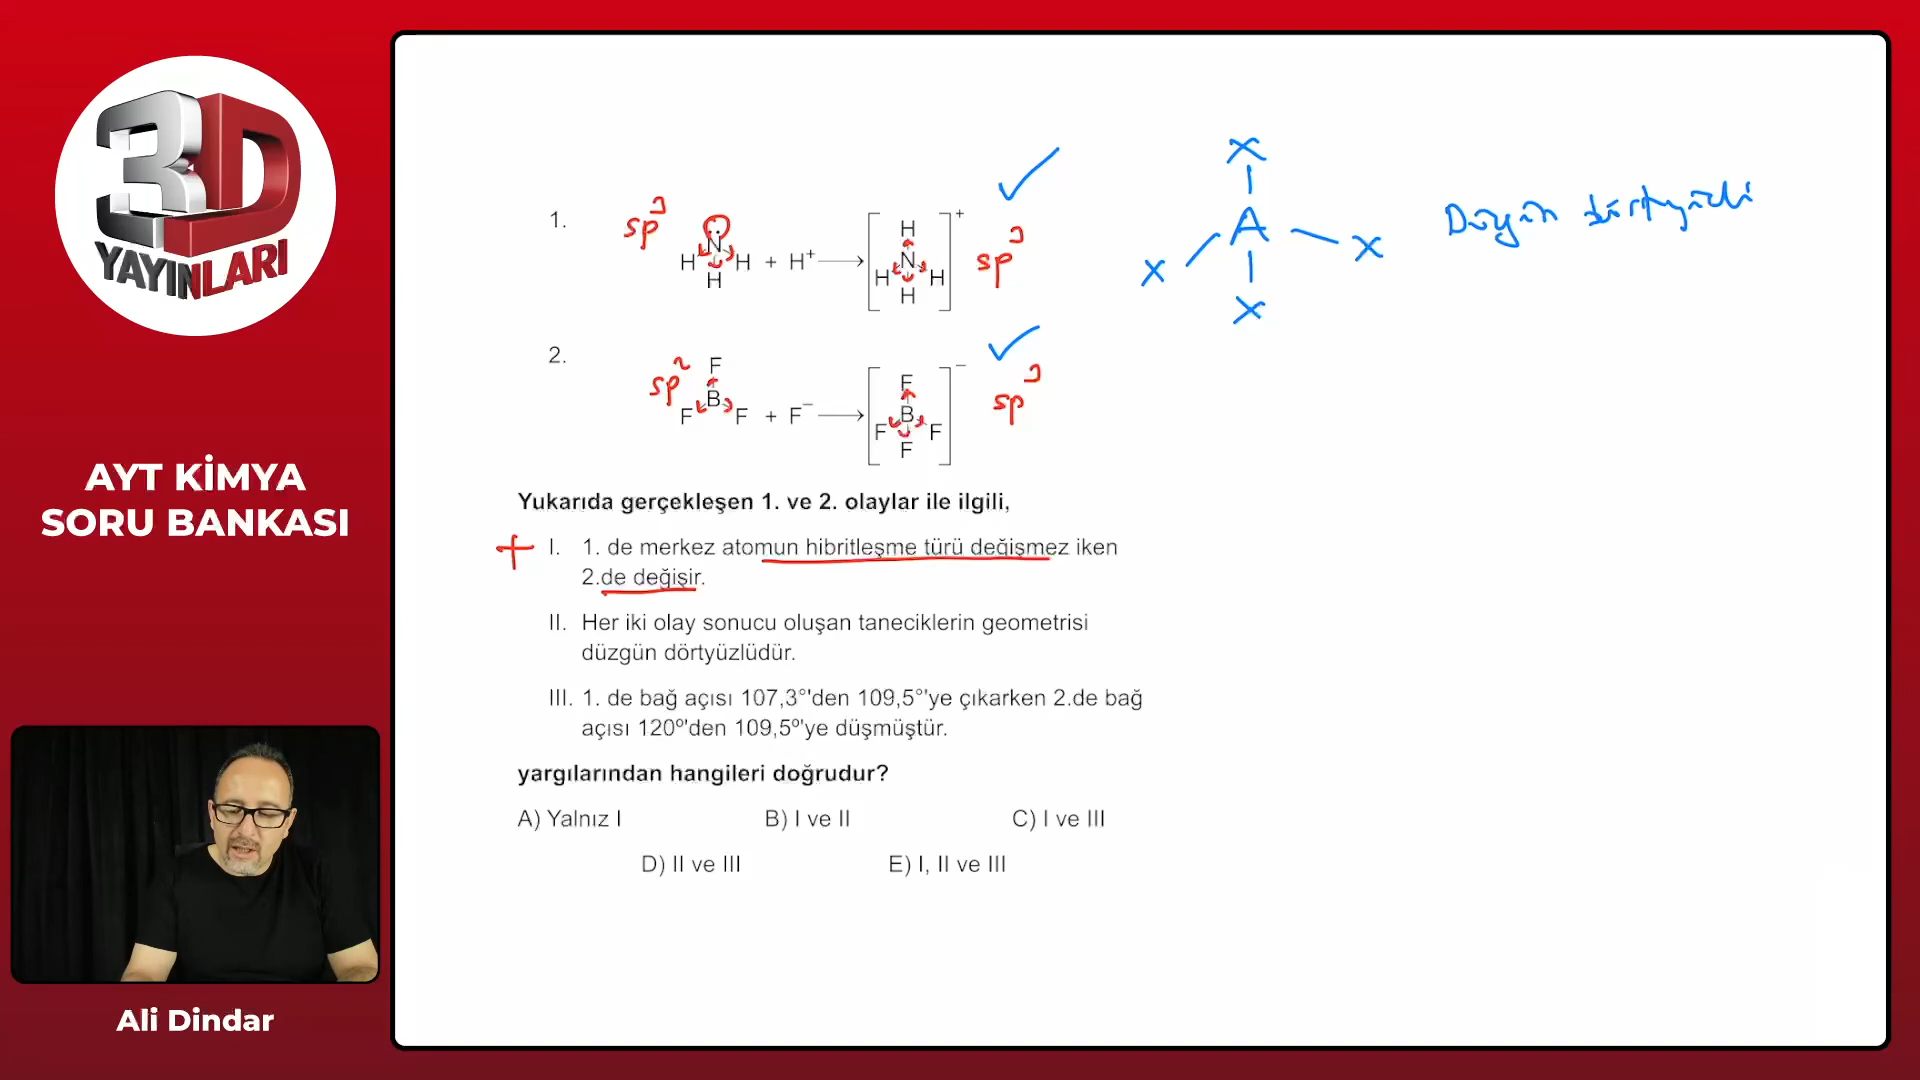 3D
YAYINLARI
AYT KİMYA
SORU BANKASI
Ali Dindar
1.
sp³
N
H H
H
+ H⁺
H
N
H H
H
+
sp³
2.
sp²
F
B
F F
+ F⁻
F
B
F F
F
−
sp³
X
A
X
X
X
Düzgün dörtyüzlü
Yukarıda gerçekleşen 1. ve 2. olaylar ile ilgili,
+ I. 1. de merkez atomun hibritleşme türü değişmez iken
2.de değişir.
II. Her iki olay sonucu oluşan taneciklerin geometrisi
düzgün dörtyüzlüdür.
III. 1. de bağ açısı 107,3°'den 109,5°'ye çıkarken 2.de bağ
açısı 120º'den 109,5º'ye düşmüştür.
yargılarından hangileri doğrudur?
A) Yalnız I B) I ve II C) I ve III
D) II ve III E) I, II ve III